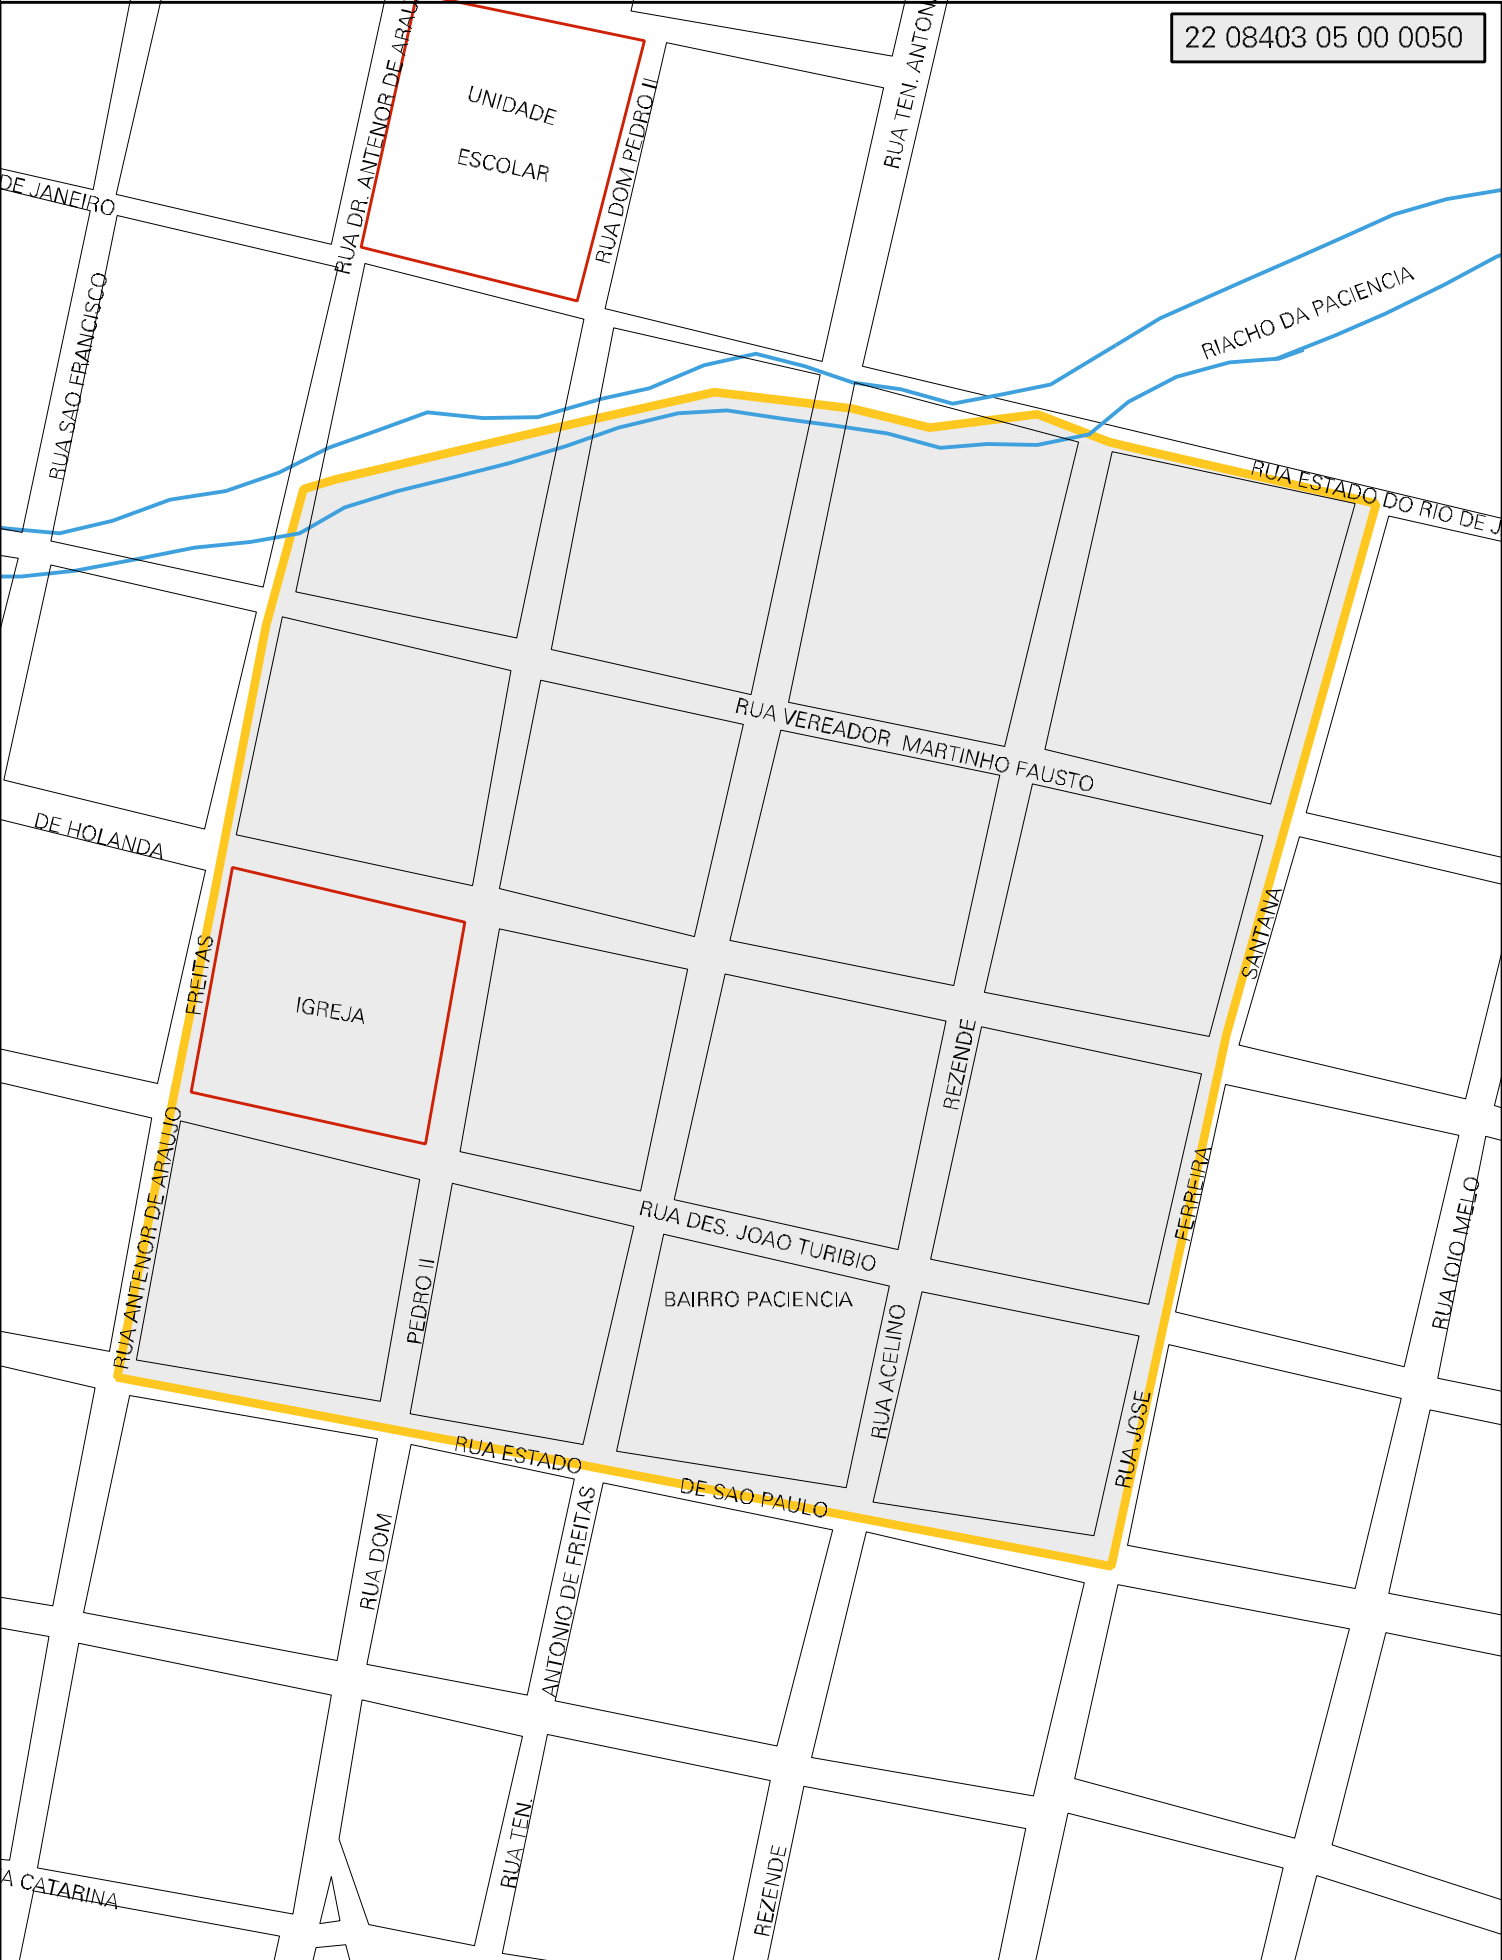 22 08403 05 00 0050
RUA DR. ANTENOR DE ARAU
UNIDADE
ESCOLAR
RUA DOM PEDRO II
RUA TEN. ANTON
DE JANEIRO
RUA SAO FRANCISCO
RIACHO DA PACIENCIA
RUA ESTADO DO RIO DE J
RUA VEREADOR MARTINHO FAUSTO
DE HOLANDA
FREITAS
SANTANA
IGREJA
REZENDE
RUA ANTENOR DE ARAUJO
FERREIRA
RUA JOIO MELO
RUA DES. JOAO TURIBIO
PEDRO II
BAIRRO PACIENCIA
RUA ACELINO
RUA JOSE
RUA ESTADO
DE SAO PAULO
RUA DOM
ANTONIO DE FREITAS
RUA TEN.
REZENDE
A CATARINA